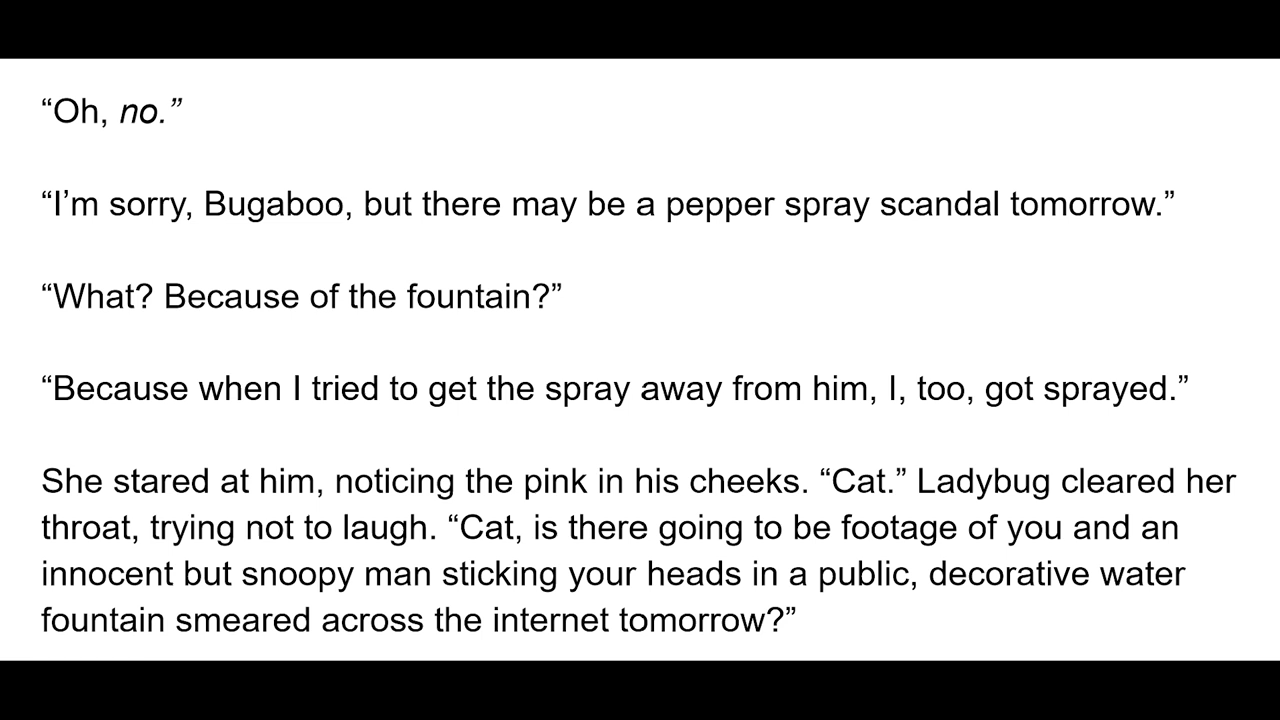 “Oh, no.”
“I’m sorry, Bugaboo, but there may be a pepper spray scandal tomorrow.”
“What? Because of the fountain?”
“Because when I tried to get the spray away from him, I, too, got sprayed.”
She stared at him, noticing the pink in his cheeks. “Cat.” Ladybug cleared her
throat, trying not to laugh. “Cat, is there going to be footage of you and an
innocent but snoopy man sticking your heads in a public, decorative water
fountain smeared across the internet tomorrow?”